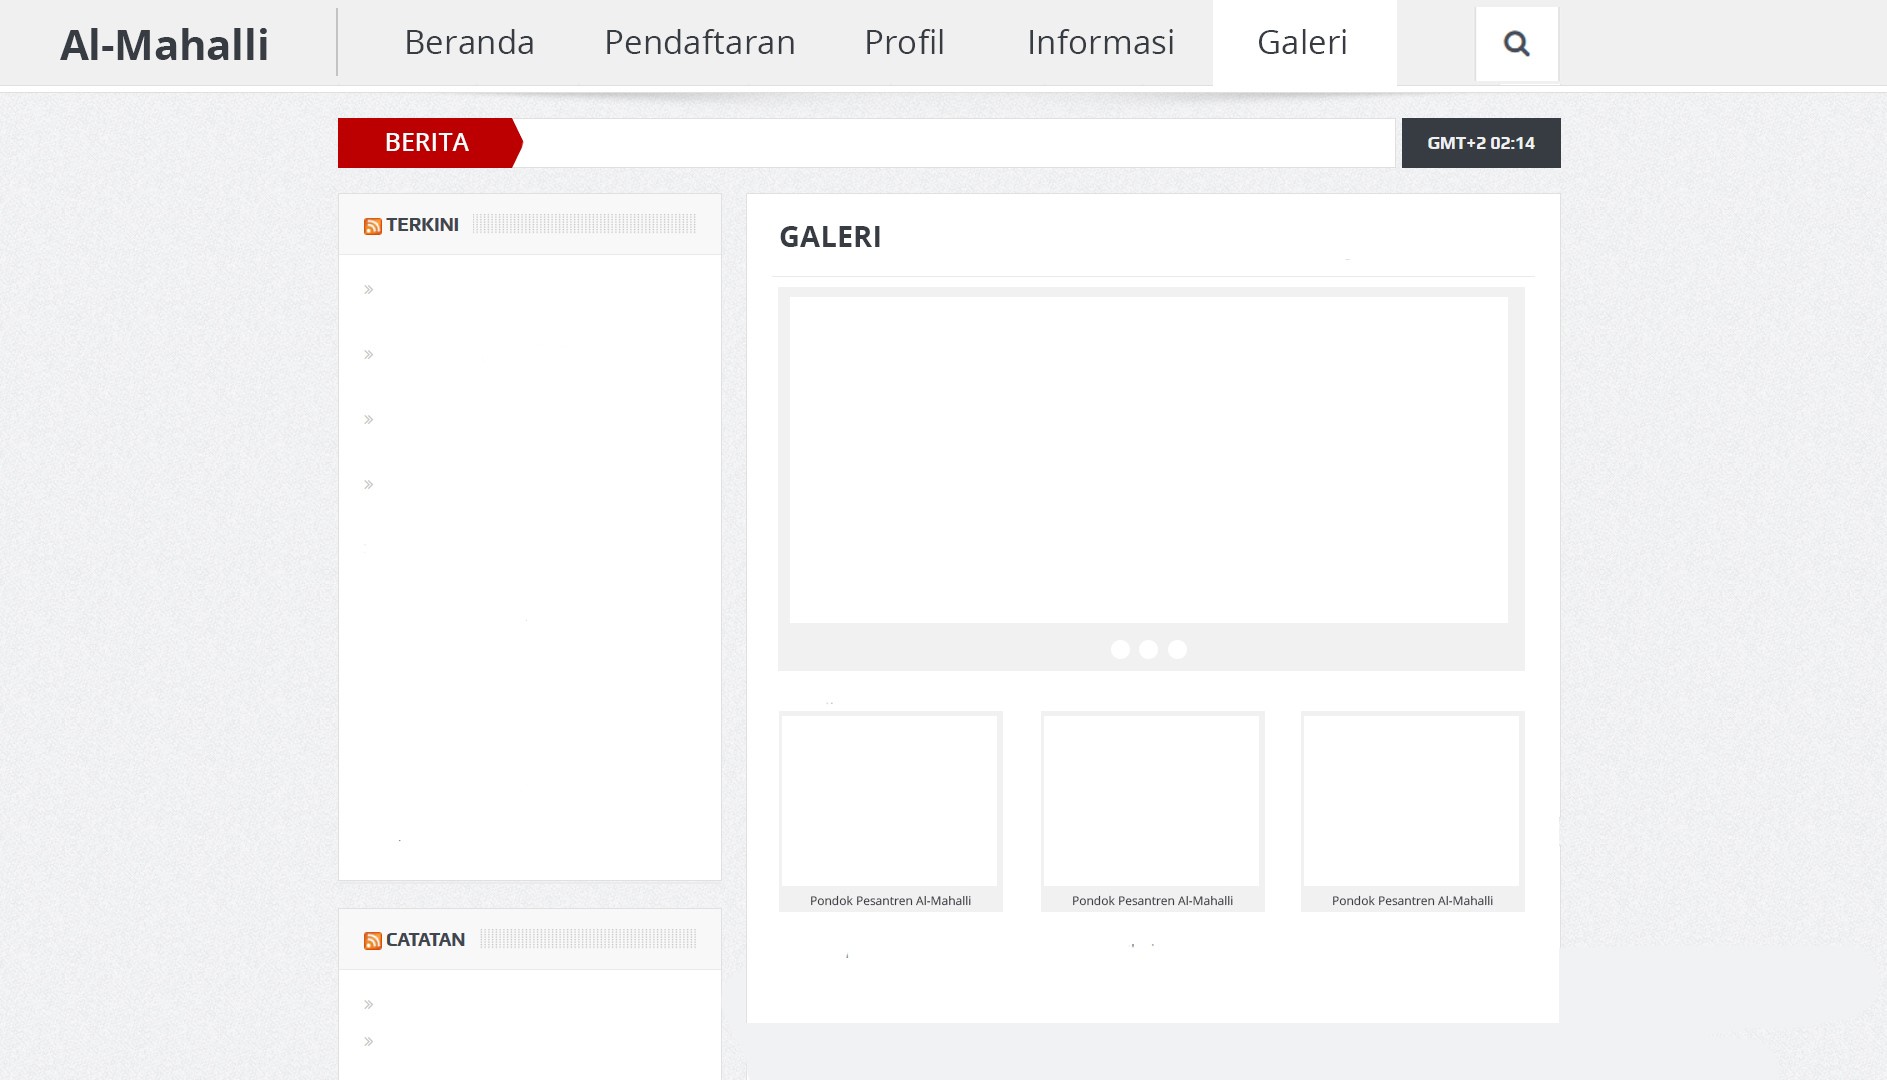 Al-Mahalli
Beranda Pendaftaran Profil Informasi Galeri
BERITA
GMT+2 02:14
TERKINI
GALERI
Pondok Pesantren Al-Mahalli
Pondok Pesantren Al-Mahalli
Pondok Pesantren Al-Mahalli
CATATAN